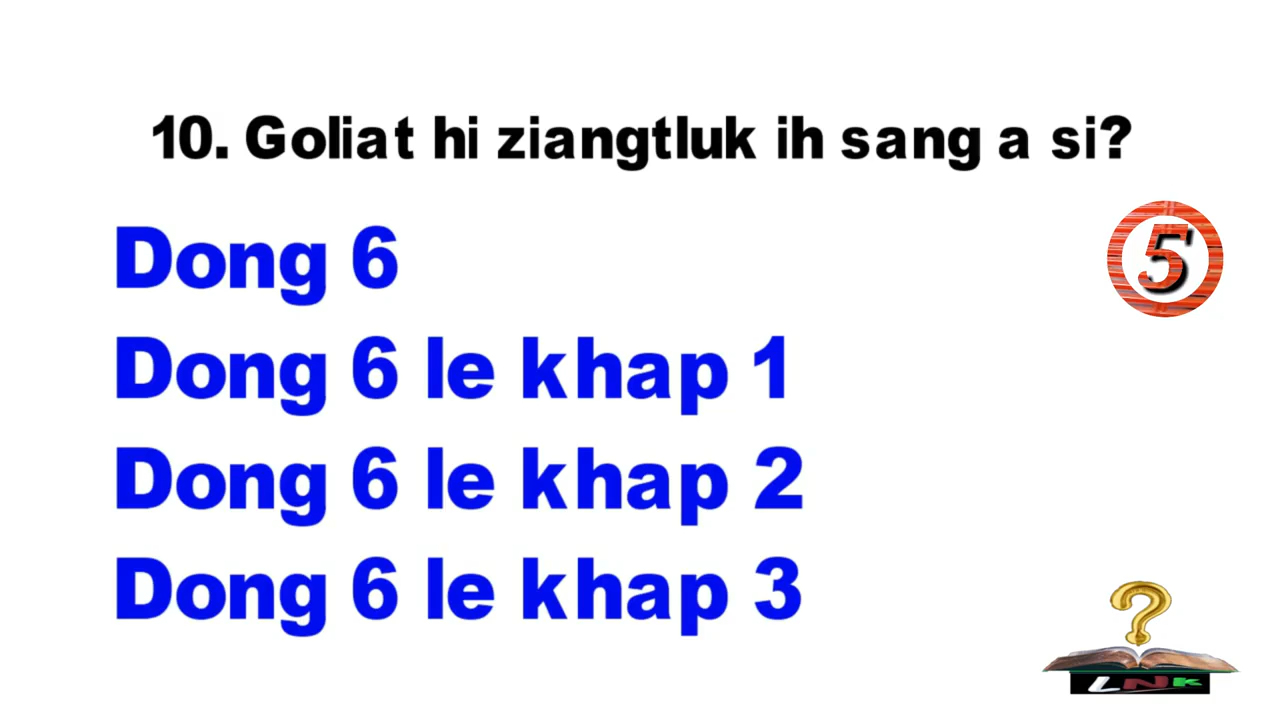 10. Goliat hi ziangtluk ih sang a si?
Dong 6
5
Dong 6 le khap 1
Dong 6 le khap 2
Dong 6 le khap 3
LNK